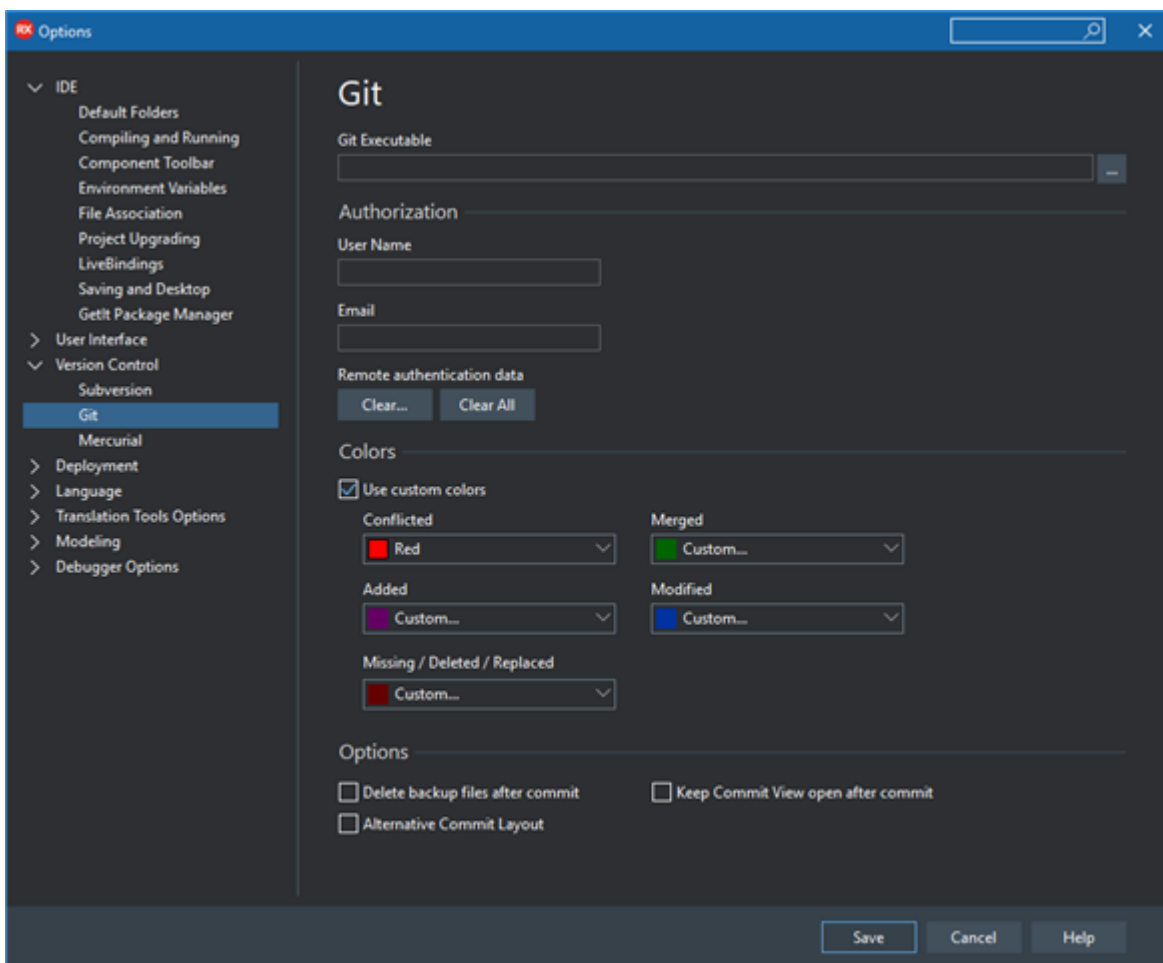 RX Options
IDE
Default Folders
Compiling and Running
Component Toolbar
Environment Variables
File Association
Project Upgrading
LiveBindings
Saving and Desktop
GetIt Package Manager
User Interface
Version Control
Subversion
Git
Mercurial
Deployment
Language
Translation Tools Options
Modeling
Debugger Options
Git
Git Executable
...
Authorization
User Name
Email
Remote authentication data
Clear... Clear All
Colors
Use custom colors
Conflicted Merged
Red Custom...
Added Modified
Custom... Custom...
Missing / Deleted / Replaced
Custom...
Options
Delete backup files after commit Keep Commit View open after commit
Alternative Commit Layout
Save Cancel Help